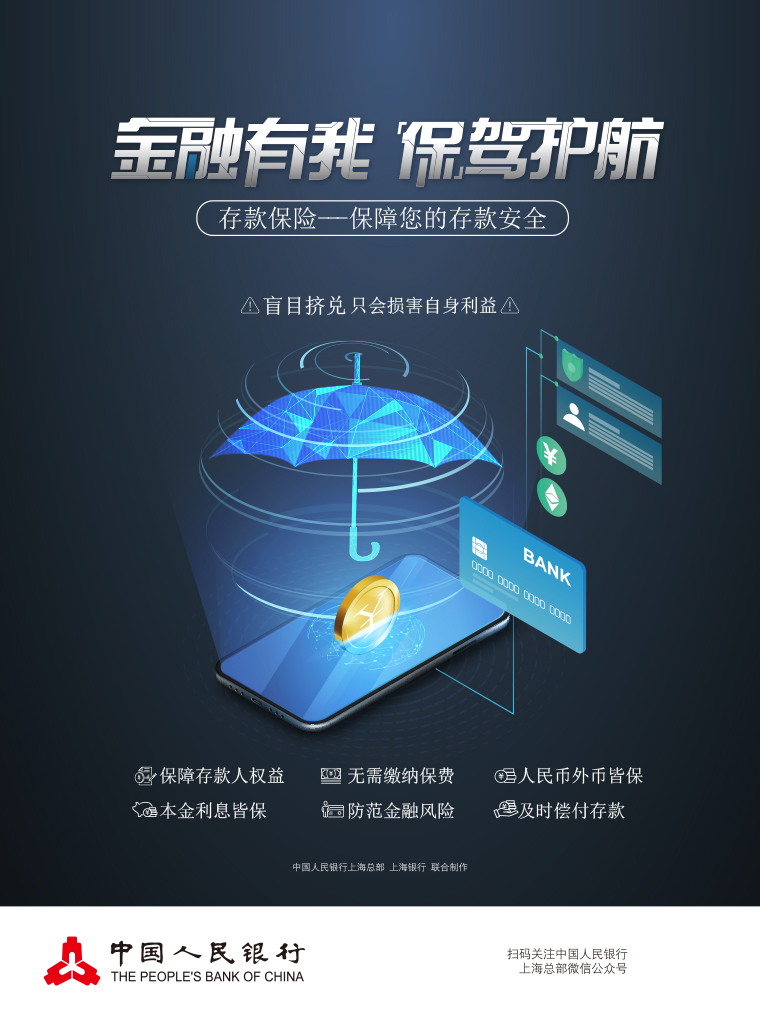 金融有我 保驾护航
存款保险——保障您的存款安全
盲目挤兑 只会损害自身利益
BANK
0000 0000 0000 0000
保障存款人权益
无需缴纳保费
人民币外币皆保
本金利息皆保
防范金融风险
及时偿付存款
中国人民银行上海总部 上海银行 联合制作
中国人民银行
THE PEOPLE'S BANK OF CHINA
扫码关注中国人民银行
上海总部微信公众号